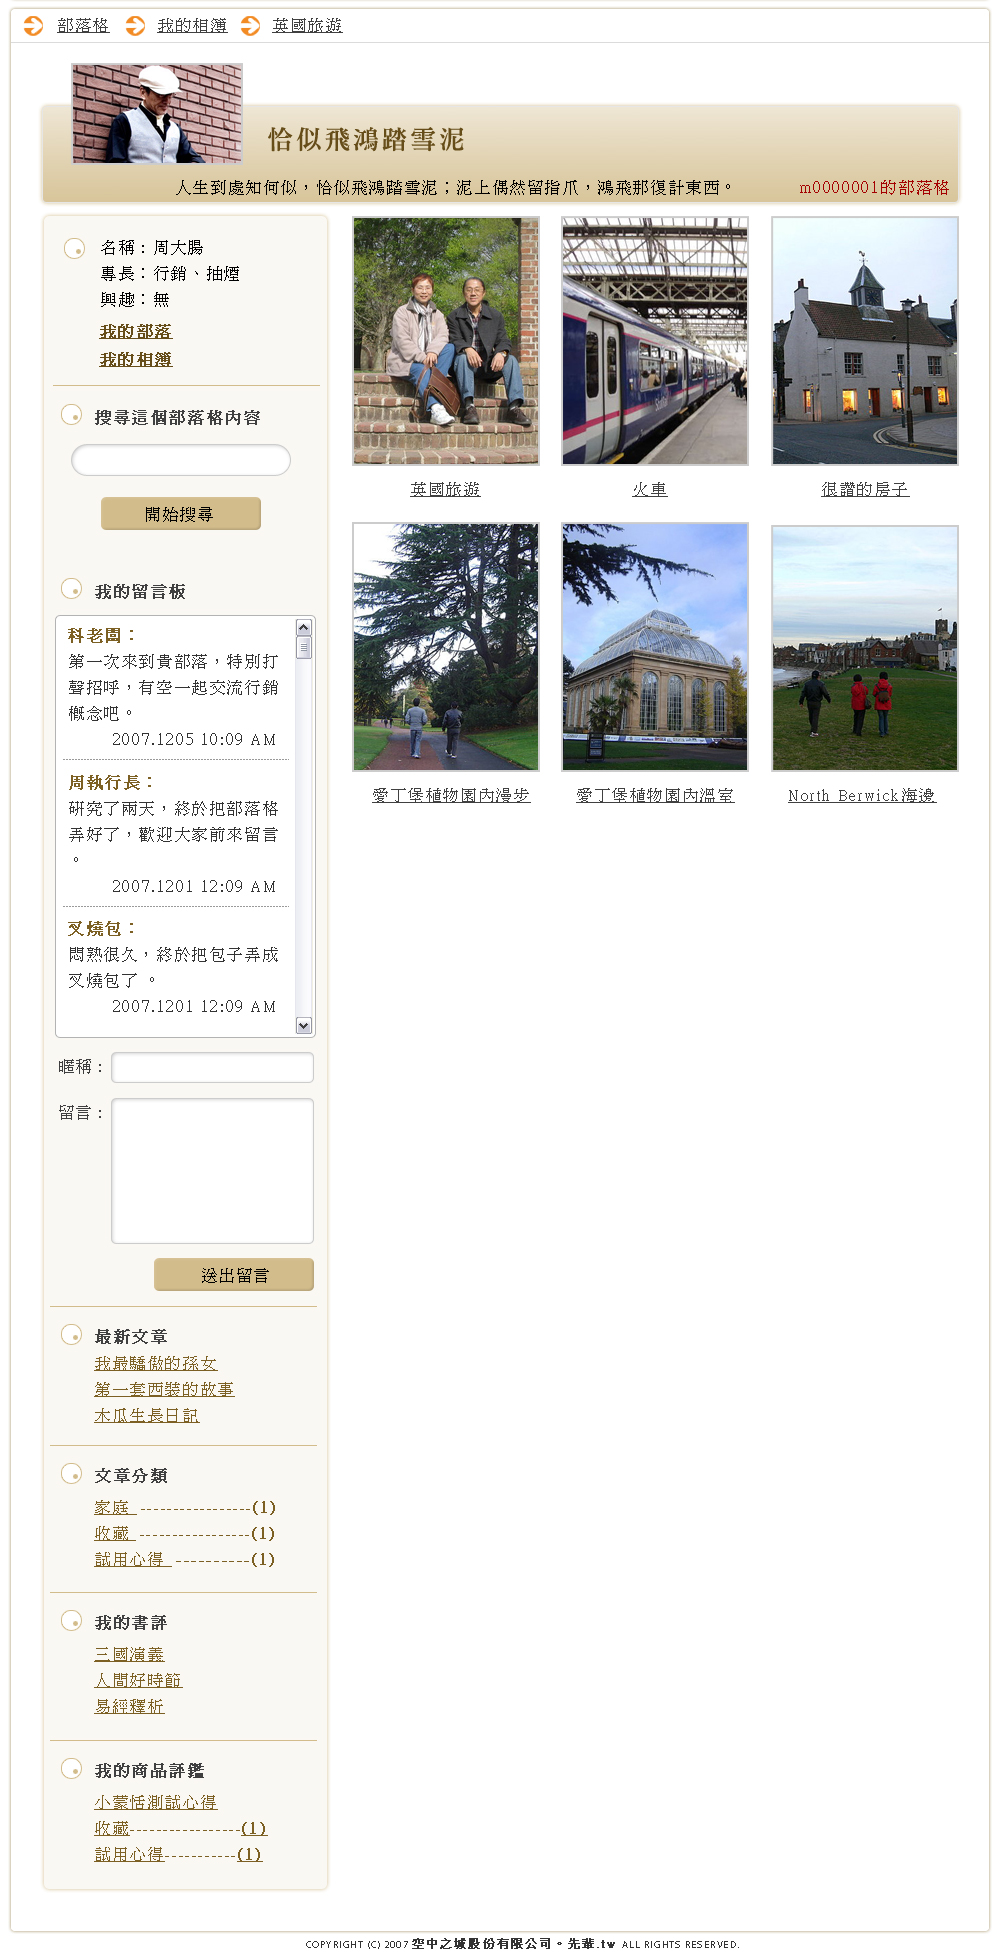 部落格 我的相簿 英國旅遊
恰似飛鴻踏雪泥
人生到處知何似，恰似飛鴻踏雪泥；泥上偶然留指爪，鴻飛那復計東西。 m0000001的部落格
名稱：周大腸
專長：行銷、抽煙
興趣：無
我的部落
我的相簿
搜尋這個部落格內容
開始搜尋
我的留言板
科老闆：
第一次來到貴部落，特別打
聲招呼，有空一起交流行銷
概念吧。
2007.1205 10:09 AM
周執行長：
研究了兩天，終於把部落格
弄好了，歡迎大家前來留言
。
2007.1201 12:09 AM
叉燒包：
悶熟很久，終於把包子弄成
叉燒包了 。
2007.1201 12:09 AM
暱稱：
留言：
送出留言
最新文章
我最驕傲的孫女
第一套西裝的故事
木瓜生長日記
文章分類
家庭 -----------------(1)
收藏 -----------------(1)
試用心得 -----------(1)
我的書評
三國演義
人間好時節
易經釋析
我的商品評鑑
小蒙恬測試心得
收藏-----------------(1)
試用心得-----------(1)
英國旅遊 火車 很讚的房子
愛丁堡植物園內漫步 愛丁堡植物園內溫室 North Berwick海邊
COPYRIGHT (C) 2007 空中之城股份有限公司。先輩.tw ALL RIGHTS RESERVED.